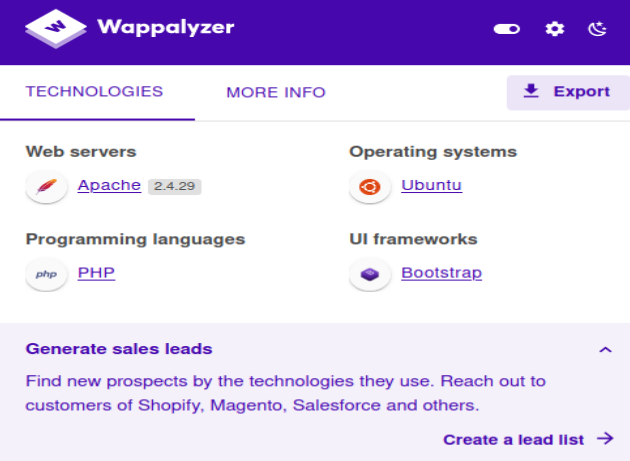 Wappalyzer
TECHNOLOGIES MORE INFO Export
Web servers
Apache 2.4.29
Operating systems
Ubuntu
Programming languages
php PHP
UI frameworks
Bootstrap
Generate sales leads
Find new prospects by the technologies they use. Reach out to
customers of Shopify, Magento, Salesforce and others.
Create a lead list